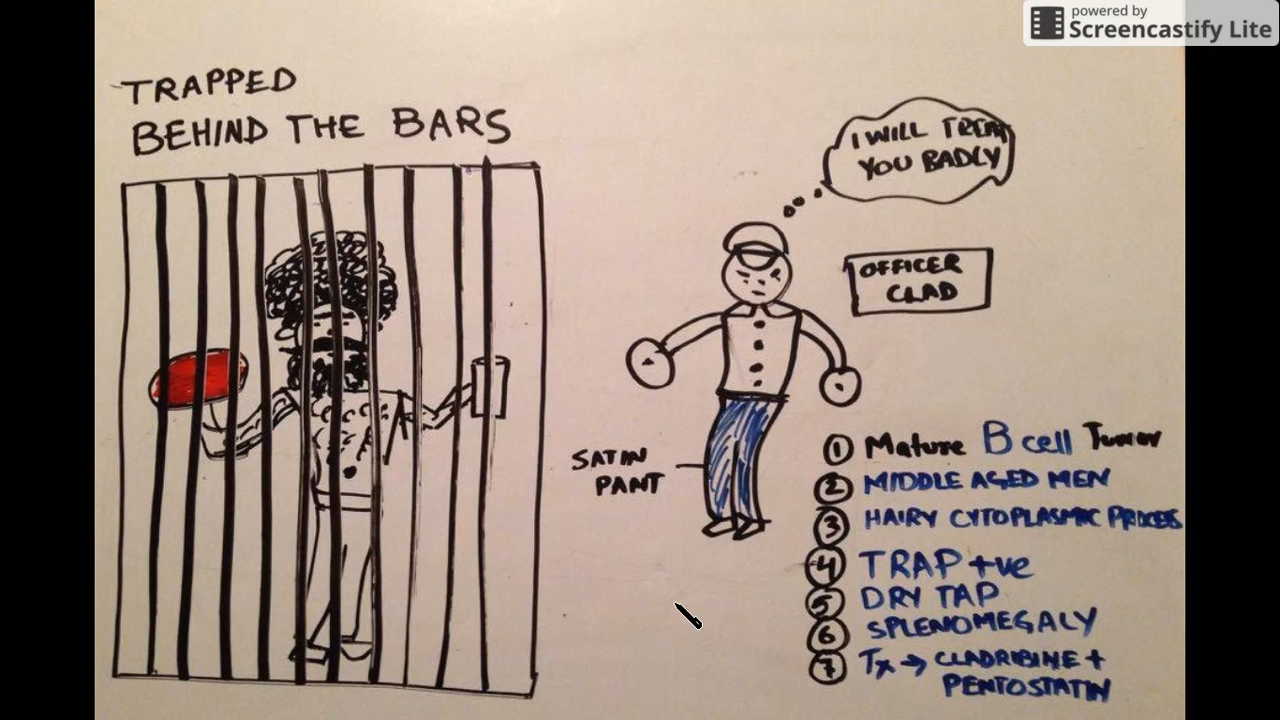 powered by
Screencastify Lite
TRAPPED
BEHIND THE BARS
I WILL TREAT
YOU BADLY
OFFICER
CLAD
SATIN
PANT
① Mature B cell Tumor
② MIDDLE AGED MEN
③ HAIRY CYTOPLASMIC PROCESS
④ TRAP +ve
⑤ DRY TAP
⑥ SPLENOMEGALY
⑦ Tx → CLADRIBINE +
PENTOSTATIN